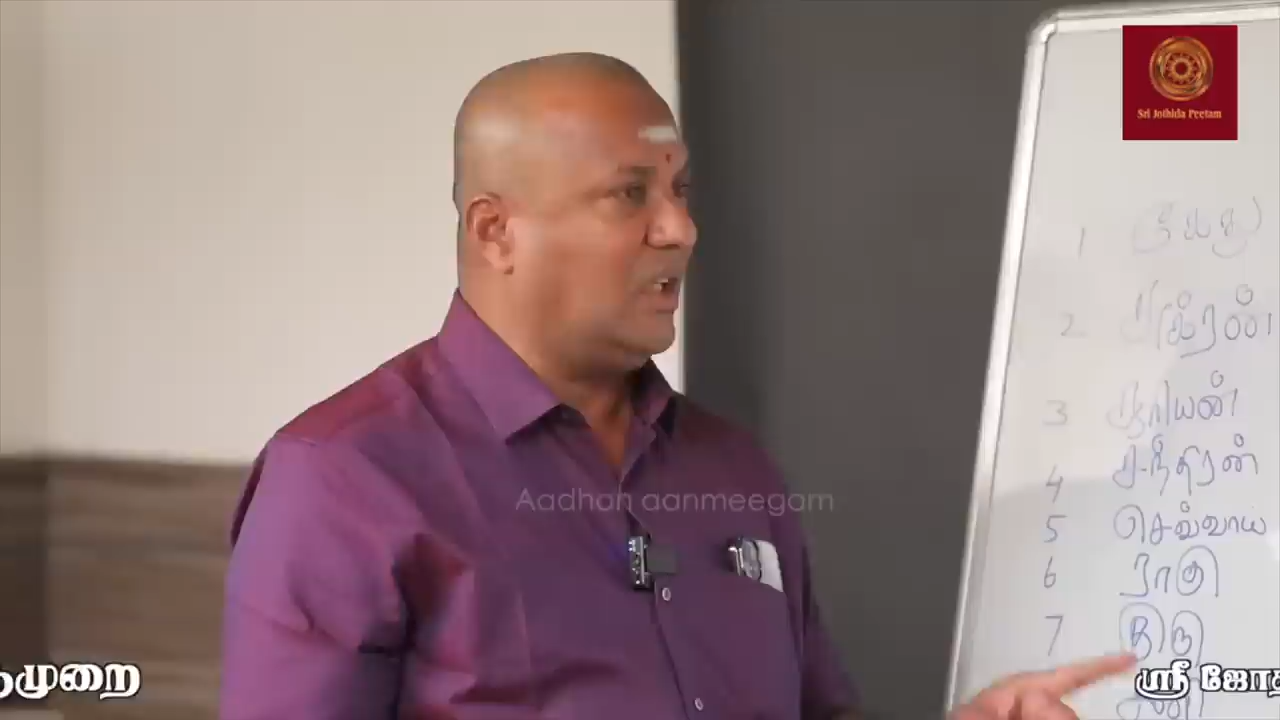 Sri Jothida Peetam
1 கேது
2 சுக்ரன்
3 சூரியன்
4 சந்திரன்
5 செவ்வாய
6 ராகு
7 குரு
Aadhan aanmeegam
முறை
ஸ்ரீ ஜோ